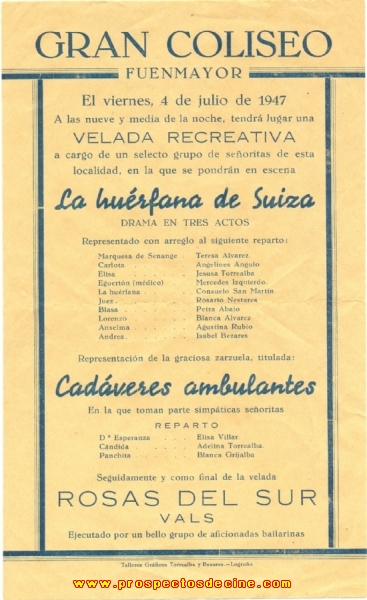 GRAN COLISEO
FUENMAYOR
El viernes, 4 de julio de 1947
A las nueve y media de la noche, tendrá lugar una
VELADA RECREATIVA
a cargo de un selecto grupo de señoritas de esta
localidad, en la que se pondrán en escena
La huérfana de Suiza
DRAMA EN TRES ACTOS
Representado con arreglo al siguiente reparto:
Marquesa de Senange Teresa Alvarez
Carlota Angelines Angulo
Elisa Jesusa Torrealba
Eguertón (médico) Mercedes Izquierdo
La huérfana Consuelo San Martín
Juez Rosario Nestares
Blasa Petra Abajo
Lorenzo Blanca Alvarez
Anselma Agustina Rubio
Andrea Isabel Bezares
Representación de la graciosa zarzuela, titulada:
Cadáveres ambulantes
En la que toman parte simpáticas señoritas
REPARTO
Dª Esperanza Elisa Villar
Cándida Adelina Torrealba
Panchita Blanca Grijalba
Seguidamente y como final de la velada
ROSAS DEL SUR
VALS
Ejecutado por un bello grupo de aficionadas bailarinas
Talleres Gráficos Torrealba y Bezares.—Logroño
www.prospectosdecine.com